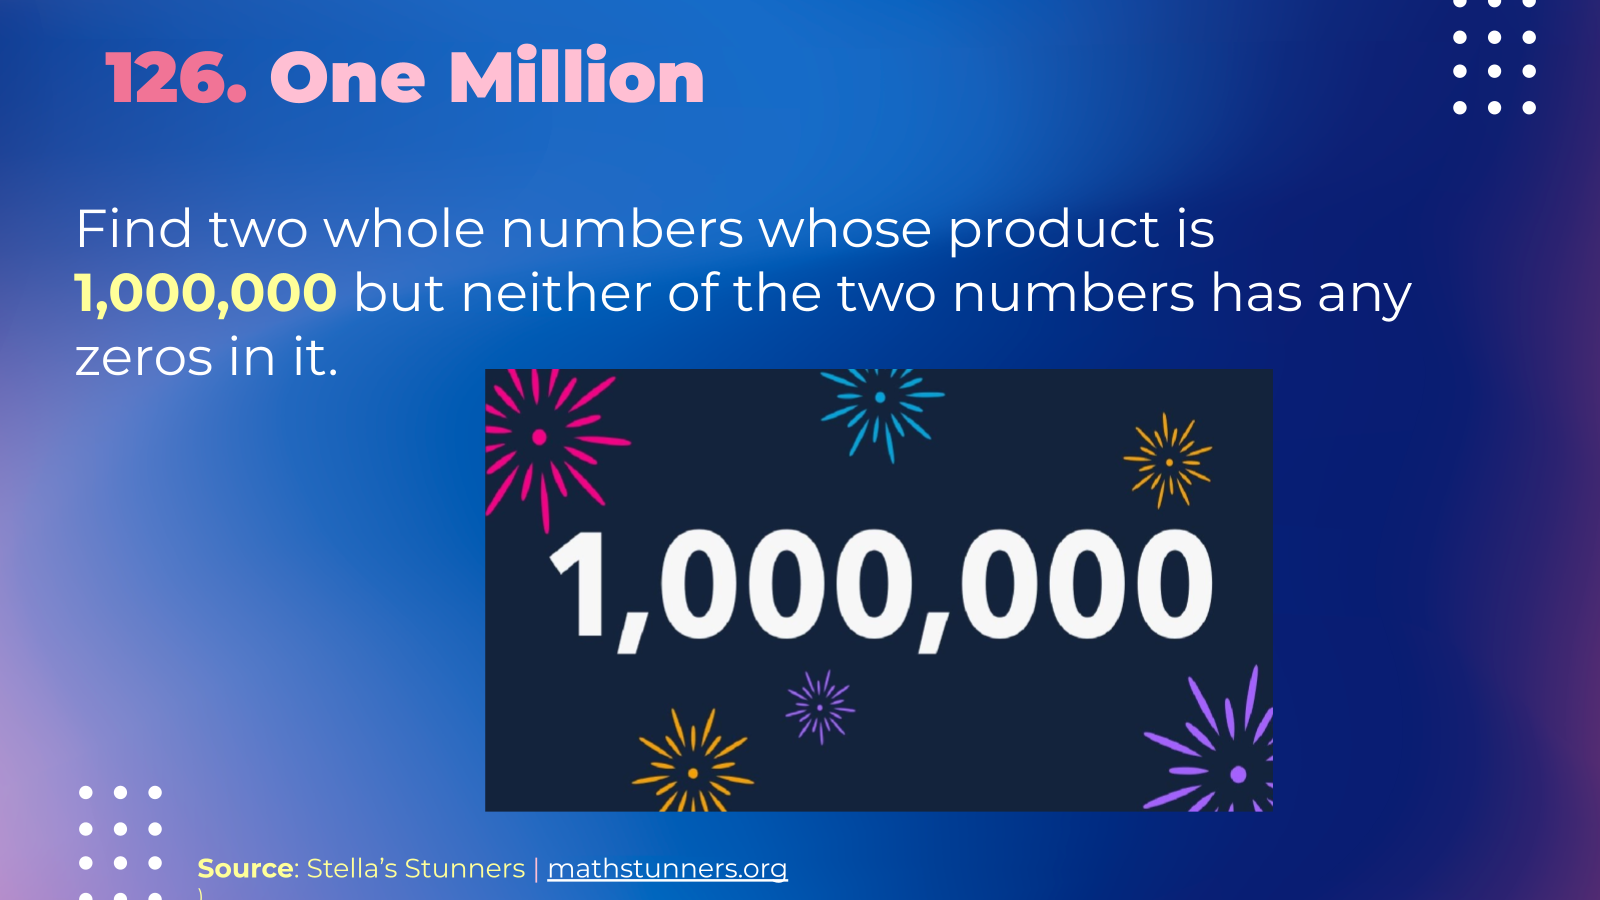 126. One Million
Find two whole numbers whose product is
1,000,000 but neither of the two numbers has any
zeros in it.
1,000,000
Source: Stella’s Stunners | mathstunners.org
)